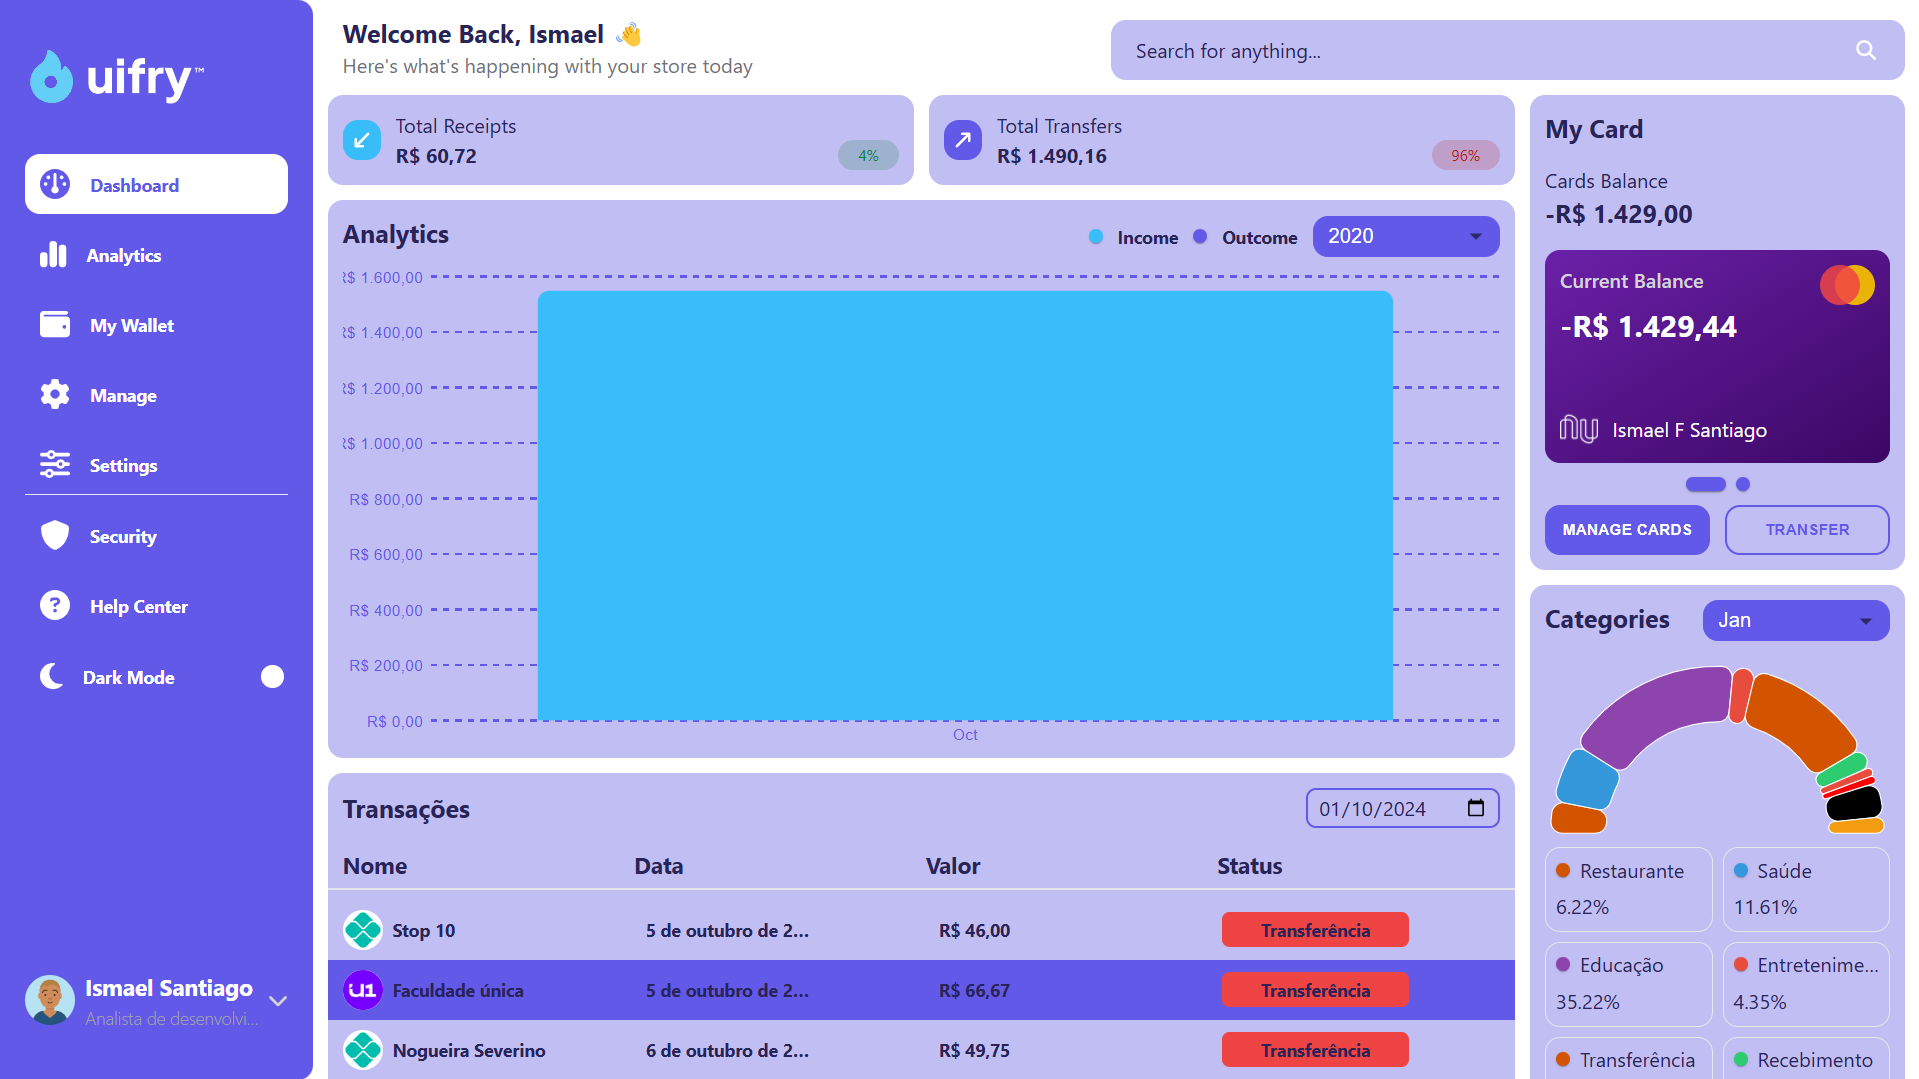 uifry™
Dashboard
Analytics
My Wallet
Manage
Settings
Security
Help Center
Dark Mode
Ismael Santiago
Analista de desenvolvi...
Welcome Back, Ismael 👋
Here's what's happening with your store today
Search for anything...
Total Receipts
R$ 60,72
4%
Total Transfers
R$ 1.490,16
96%
Analytics
Income
Outcome
2020
R$ 1.600,00
R$ 1.400,00
R$ 1.200,00
R$ 1.000,00
R$ 800,00
R$ 600,00
R$ 400,00
R$ 200,00
R$ 0,00
Oct
Transações
01/10/2024
Nome Data Valor Status
Stop 10 5 de outubro de 2... R$ 46,00 Transferência
U1 Faculdade única 5 de outubro de 2... R$ 66,67 Transferência
Nogueira Severino 6 de outubro de 2... R$ 49,75 Transferência
My Card
Cards Balance
-R$ 1.429,00
Current Balance
-R$ 1.429,44
nu Ismael F Santiago
MANAGE CARDS
TRANSFER
Categories
Jan
Restaurante
6.22%
Saúde
11.61%
Educação
35.22%
Entretenime...
4.35%
Transferência
Recebimento